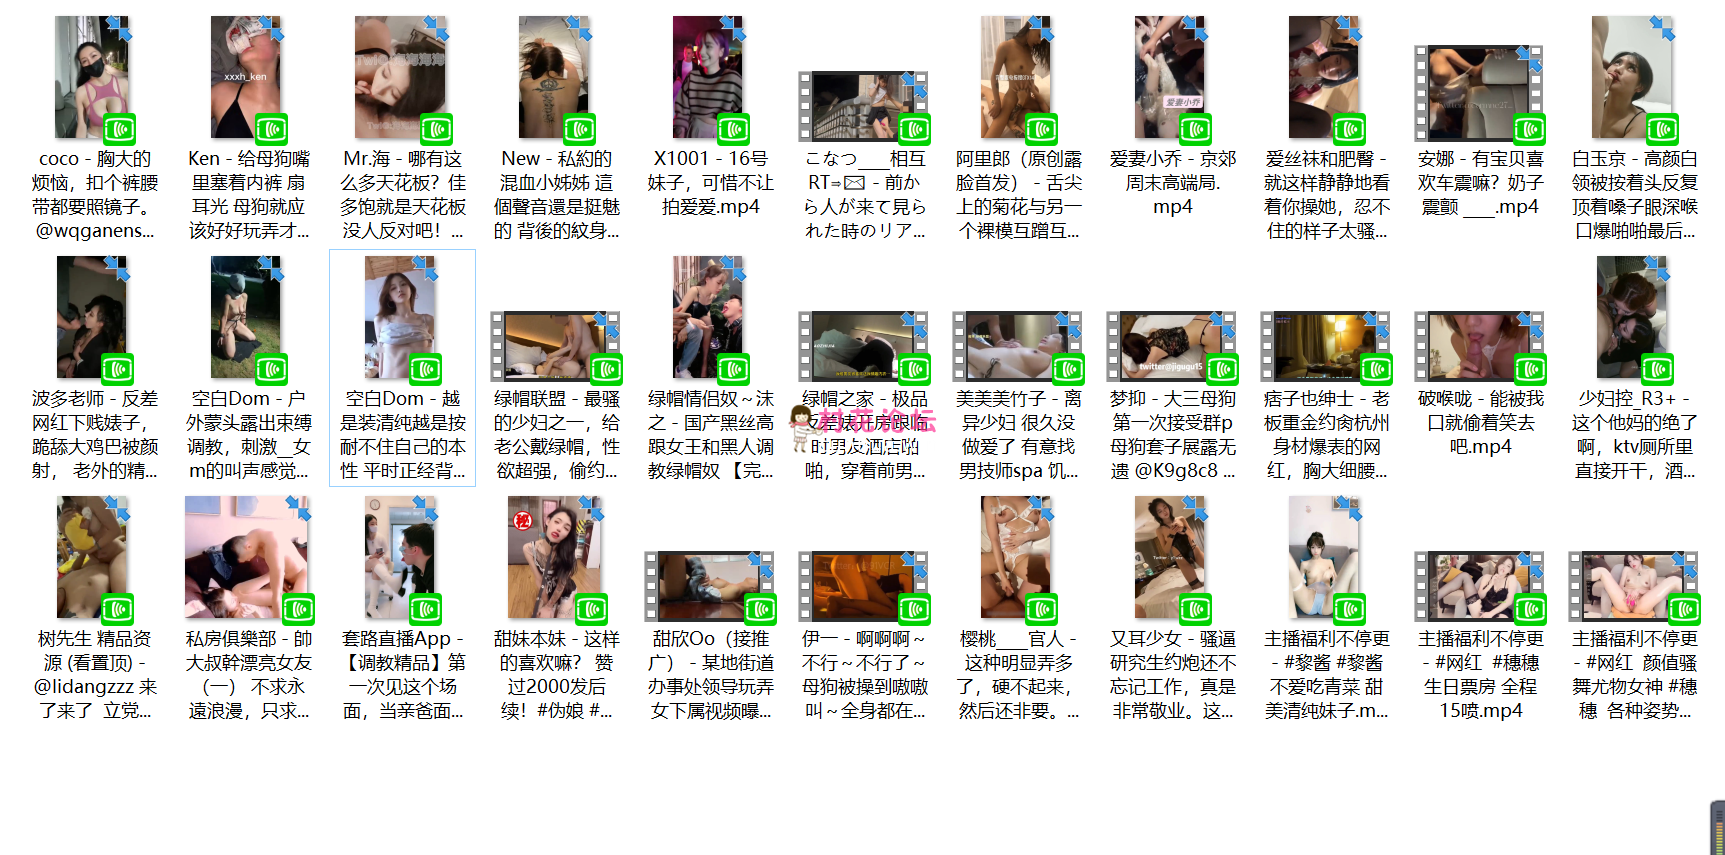 coco - 胸大的
烦恼，扣个裤腰
带都要照镜子。
@wqganens...
Ken - 给母狗嘴
里塞着内裤 扇
耳光 母狗就应
该好好玩弄才...
Mr.海 - 哪有这
么多天花板？佳
多饱就是天花板
没人反对吧！...
New - 私約的
混血小姊姊 這
個聲音還是挺魅
的 背後的紋身...
X1001 - 16号
妹子，可惜不让
拍爱爱.mp4
こなつ___相互
RT⇒✉ - 前か
ら人が来て見ら
れた時のリア...
阿里郎（原创露
脸首发） - 舌尖
上的菊花与另一
个裸模互蹭互...
爱妻小乔 - 京郊
周末高端局.
mp4
爱丝袜和肥臀 -
就这样静静地看
着你操她，忍不
住的样子太骚...
安娜 - 有宝贝喜
欢车震嘛？奶子
震颤 ___.mp4
白玉京 - 高颜白
领被按着头反复
顶着嗓子眼深喉
口爆啪啪最后...
xxxh_ken
爱妻小乔
波多老师 - 反差
网红下贱婊子，
跪舔大鸡巴被颜
射， 老外的精...
空白Dom - 户
外蒙头露出束缚
调教，刺激__女
m的叫声感觉...
空白Dom - 越
是装清纯越是按
耐不住自己的本
性 平时正经背...
绿帽联盟 - 最骚
的少妇之一，给
老公戴绿帽，性
欲超强，偷约...
绿帽情侣奴～沫
之 - 国产黑丝高
跟女王和黑人调
教绿帽奴 【完...
绿帽之家 - 极品
反差婊开房跟临
时男友酒店啪
啪，穿着前男...
村花论坛
美美美竹子 - 离
异少妇 很久没
做爱了 有意找
男技师spa 饥...
梦抑 - 大三母狗
第一次接受群p
母狗套子展露无
遗 @K9g8c8 ...
twitter@jigugu15
痞子也绅士 - 老
板重金约肏杭州
身材爆表的网
红，胸大细腰...
破喉咙 - 能被我
口就偷着笑去
吧.mp4
少妇控_R3+ -
这个他妈的绝了
啊，ktv厕所里
直接开干，酒...
树先生 精品资
源 (看置顶) -
@lidangzzz 来
了来了 立党...
私房俱樂部 - 帥
大叔幹漂亮女友
（一） 不求永
遠浪漫，只求...
套路直播App -
【调教精品】第
一次见这个场
面，当亲爸面...
秘
甜妹本妹 - 这样
的喜欢嘛？ 赞
过2000发后
续！#伪娘 #...
甜欣Oo（接推
广） - 某地街道
办事处领导玩弄
女下属视频曝...
伊一 - 啊啊啊～
不行～不行了～
母狗被操到嗷嗷
叫～全身都在...
樱桃___官人 -
这种明显弄多
了，硬不起来，
然后还非要。...
又耳少女 - 骚逼
研究生约炮还不
忘记工作，真是
非常敬业。这...
主播福利不停更
- #黎酱 #黎酱
不爱吃青菜 甜
美清纯妹子.m...
主播福利不停更
- #网红 #穗穗
生日票房 全程
15喷.mp4
主播福利不停更
- #网红 颜值骚
舞尤物女神 #穗
穗 各种姿势...